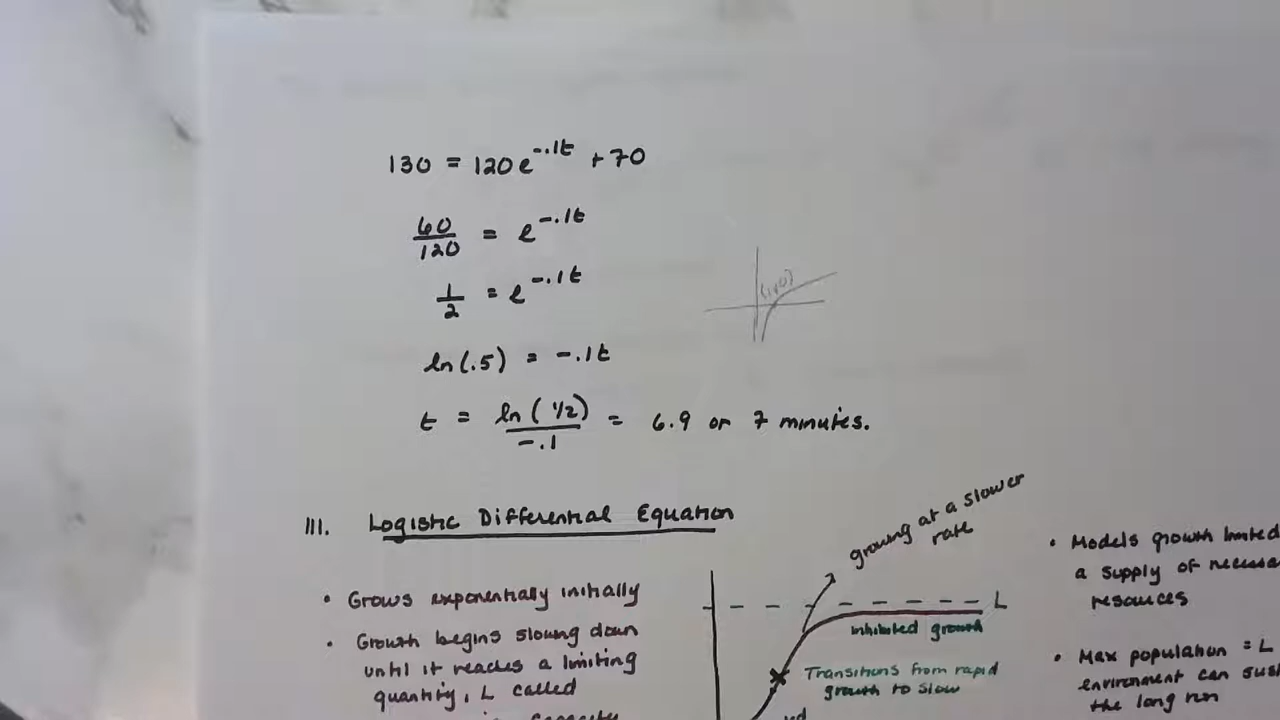 130 = 120e^-.1t + 70
60/120 = e^-.1t
1/2 = e^-.1t
ln(.5) = -.1t
t = ln(1/2)/-.1 = 6.9 or 7 minutes.
(1,0)
III. Logistic Differential Equation
• Grows exponentially initially
• Growth begins slowing down
until it reaches a limiting
quantity, L called
growing at a slower
rate
L
inhibited growth
Transitions from rapid
growth to slow
• Models growth limited
a supply of
resources
• Max population = L
environment can
the long run